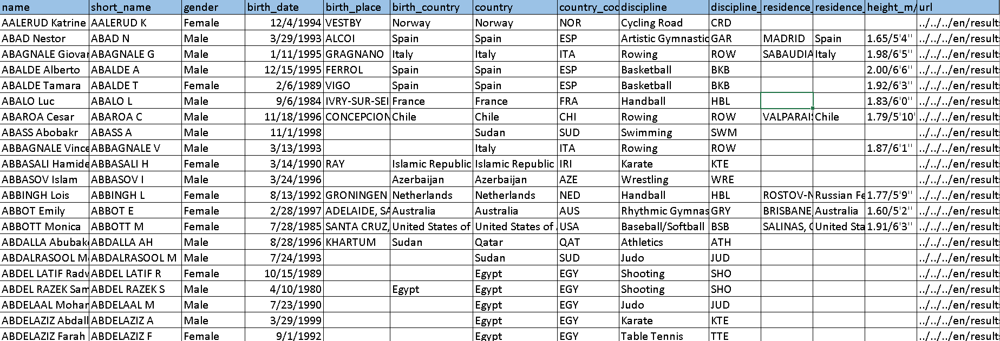 name short_name gender birth_date birth_place birth_country country country_cod discipline discipline_ residence_ residence_ height_m/ url
AALERUD Katrine AALERUD K Female 12/4/1994 VESTBY Norway Norway NOR Cycling Road CRD ../../../en/result
ABAD Nestor ABAD N Male 3/29/1993 ALCOI Spain Spain ESP Artistic Gymnastic GAR MADRID Spain 1.65/5'4'' ../../../en/result
ABAGNALE Giovar ABAGNALE G Male 1/11/1995 GRAGNANO Italy Italy ITA Rowing ROW SABAUDIA Italy 1.98/6'5'' ../../../en/result
ABALDE Alberto ABALDE A Male 12/15/1995 FERROL Spain Spain ESP Basketball BKB 2.00/6'6'' ../../../en/result
ABALDE Tamara ABALDE T Female 2/6/1989 VIGO Spain Spain ESP Basketball BKB 1.92/6'3'' ../../../en/result
ABALO Luc ABALO L Male 9/6/1984 IVRY-SUR-SEI France France FRA Handball HBL 1.83/6'0'' ../../../en/result
ABAROA Cesar ABAROA C Male 11/18/1996 CONCEPCION Chile Chile CHI Rowing ROW VALPARAIS Chile 1.79/5'10' ../../../en/result
ABASS Abobakr ABASS A Male 11/1/1998 Sudan SUD Swimming SWM ../../../en/result
ABBAGNALE Vince ABBAGNALE V Male 3/13/1993 Italy ITA Rowing ROW 1.87/6'1'' ../../../en/result
ABBASALI Hamide ABBASALI H Female 3/14/1990 RAY Islamic Republic Islamic Republic IRI Karate KTE ../../../en/result
ABBASOV Islam ABBASOV I Male 3/24/1996 Azerbaijan Azerbaijan AZE Wrestling WRE ../../../en/result
ABBINGH Lois ABBINGH L Female 8/13/1992 GRONINGEN Netherlands Netherlands NED Handball HBL ROSTOV-N Russian Fe 1.77/5'9'' ../../../en/result
ABBOT Emily ABBOT E Female 2/28/1997 ADELAIDE, SA Australia Australia AUS Rhythmic Gymnas GRY BRISBANE, Australia 1.60/5'2'' ../../../en/result
ABBOTT Monica ABBOTT M Female 7/28/1985 SANTA CRUZ, United States of United States of USA Baseball/Softball BSB SALINAS, C United Sta 1.91/6'3'' ../../../en/result
ABDALLA Abubak ABDALLA AH Male 8/28/1996 KHARTUM Sudan Qatar QAT Athletics ATH ../../../en/result
ABDALRASOOL M ABDALRASOOL M Male 7/24/1993 Sudan SUD Judo JUD ../../../en/result
ABDEL LATIF Radw ABDEL LATIF R Female 10/15/1989 Egypt EGY Shooting SHO ../../../en/result
ABDEL RAZEK Sam ABDEL RAZEK S Male 4/10/1980 Egypt Egypt EGY Shooting SHO ../../../en/result
ABDELAAL Mohar ABDELAAL M Male 7/23/1990 Egypt EGY Judo JUD ../../../en/result
ABDELAZIZ Abdall ABDELAZIZ A Male 3/29/1999 Egypt EGY Karate KTE ../../../en/result
ABDELAZIZ Farah ABDELAZIZ F Female 9/1/1992 Egypt EGY Table Tennis TTE ../../../en/result